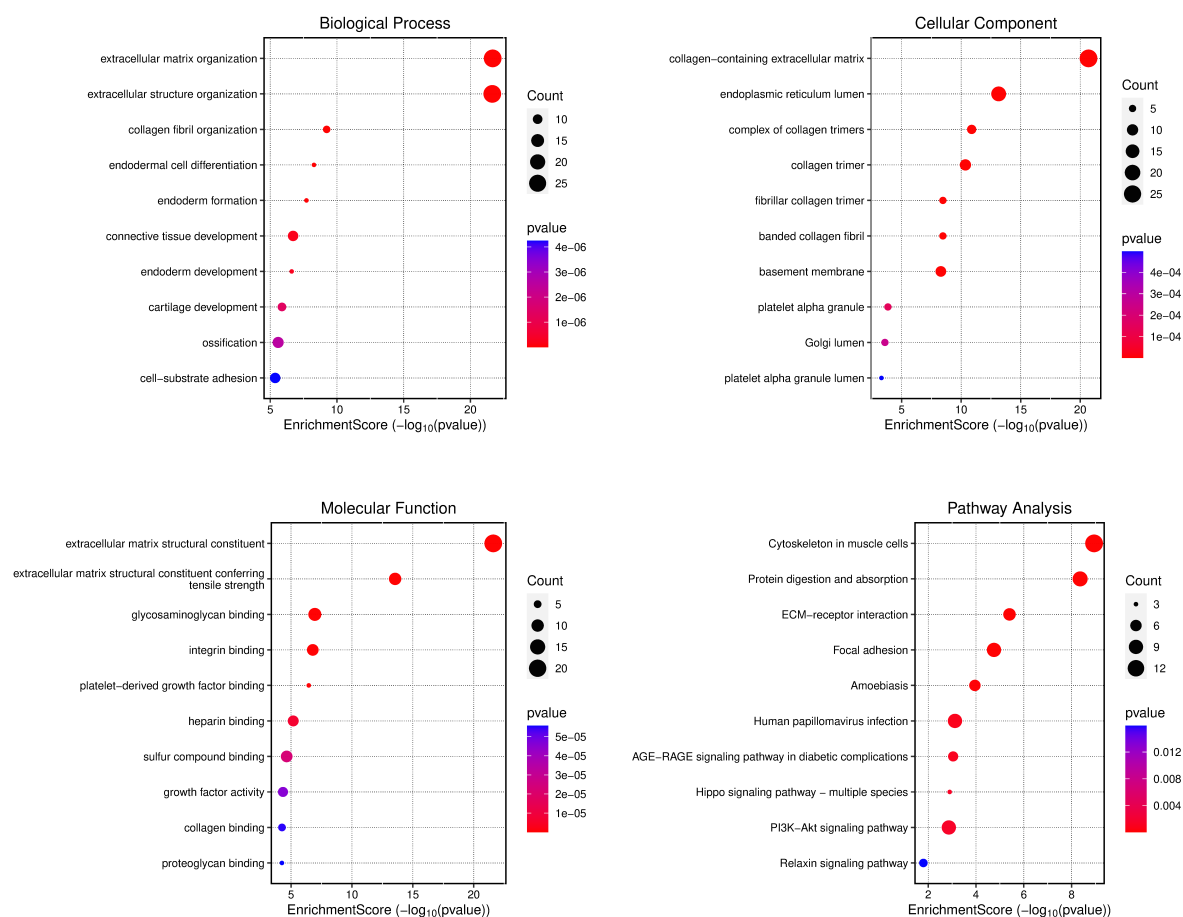 Biological Process
extracellular matrix organization
extracellular structure organization
collagen fibril organization
endodermal cell differentiation
endoderm formation
connective tissue development
endoderm development
cartilage development
ossification
cell−substrate adhesion
5 10 15 20
EnrichmentScore (−log10(pvalue))
Count
10
15
20
25
pvalue
4e−06
3e−06
2e−06
1e−06
Cellular Component
collagen−containing extracellular matrix
endoplasmic reticulum lumen
complex of collagen trimers
collagen trimer
fibrillar collagen trimer
banded collagen fibril
basement membrane
platelet alpha granule
Golgi lumen
platelet alpha granule lumen
5 10 15 20
EnrichmentScore (−log10(pvalue))
Count
5
10
15
20
25
pvalue
4e−04
3e−04
2e−04
1e−04
Molecular Function
extracellular matrix structural constituent
extracellular matrix structural constituent conferring
tensile strength
glycosaminoglycan binding
integrin binding
platelet−derived growth factor binding
heparin binding
sulfur compound binding
growth factor activity
collagen binding
proteoglycan binding
5 10 15 20
EnrichmentScore (−log10(pvalue))
Count
5
10
15
20
pvalue
5e−05
4e−05
3e−05
2e−05
1e−05
Pathway Analysis
Cytoskeleton in muscle cells
Protein digestion and absorption
ECM−receptor interaction
Focal adhesion
Amoebiasis
Human papillomavirus infection
AGE−RAGE signaling pathway in diabetic complications
Hippo signaling pathway − multiple species
PI3K−Akt signaling pathway
Relaxin signaling pathway
2 4 6 8
EnrichmentScore (−log10(pvalue))
Count
3
6
9
12
pvalue
0.012
0.008
0.004